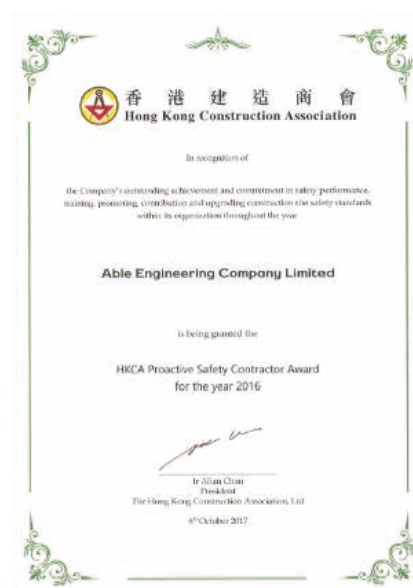 香港建造商會
Hong Kong Construction Association
In recognition of
the Company's outstanding achievement and commitment in safety performance,
training, promoting, contribution and upgrading construction site safety standards
within its organization throughout the year
Able Engineering Company Limited
is being granted the
HKCA Proactive Safety Contractor Award
for the year 2016
Ir Allan Chan
President
The Hong Kong Construction Association, Ltd
6th October 2017